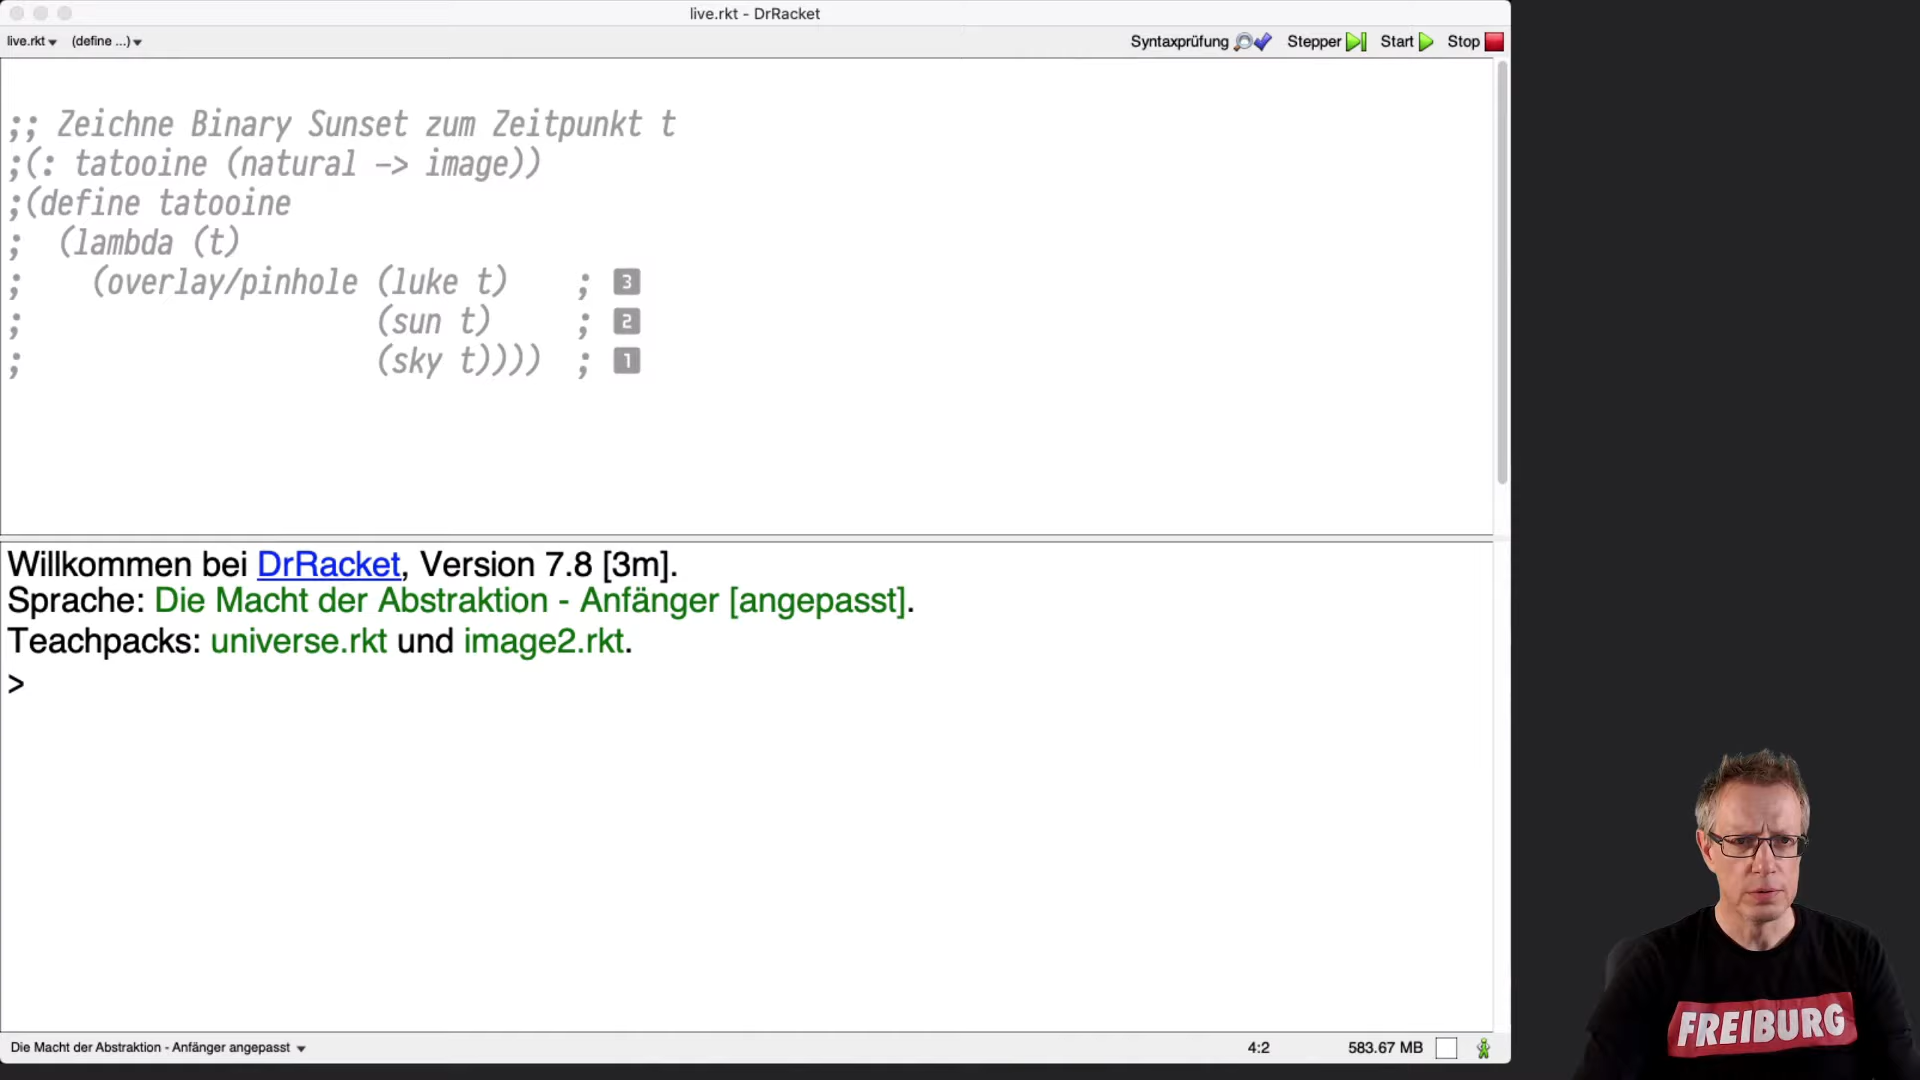 live.rkt - DrRacket
live.rkt (define ...) Syntaxprüfung Stepper Start Stop
;; Zeichne Binary Sunset zum Zeitpunkt t
;(: tatooine (natural -> image))
;(define tatooine
;  (lambda (t)
;    (overlay/pinhole (luke t)    ; 3
;                     (sun t)     ; 2
;                     (sky t))))  ; 1
Willkommen bei DrRacket, Version 7.8 [3m].
Sprache: Die Macht der Abstraktion - Anfänger [angepasst].
Teachpacks: universe.rkt und image2.rkt.
>
FREIBURG
Die Macht der Abstraktion - Anfänger angepasst 4:2 583.67 MB